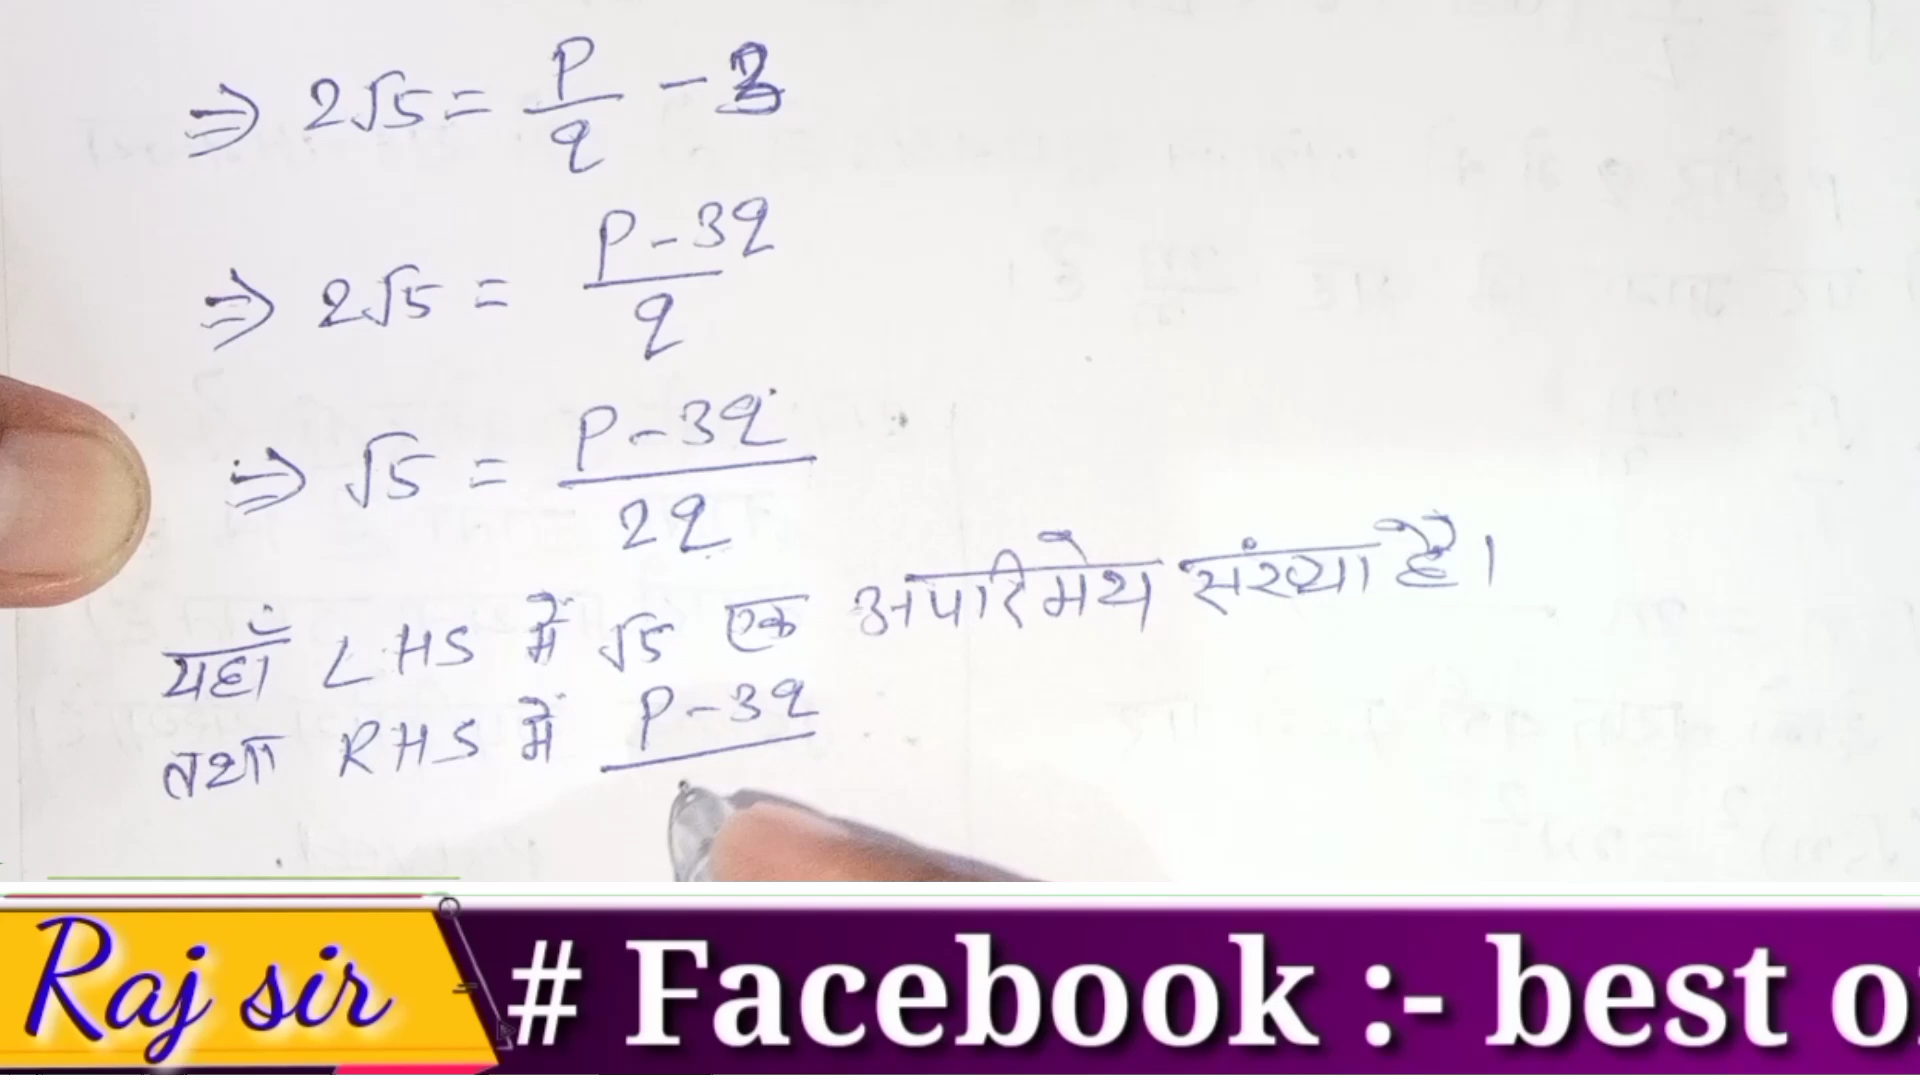 ⇒ 2√5 = P/q - 3
⇒ 2√5 = P-3q/q
⇒ √5 = P-3q/2q
यहाँ LHS में √5 एक अपरिमेय संख्या है।
तथा RHS में P-3q
Raj sir # Facebook :- best o